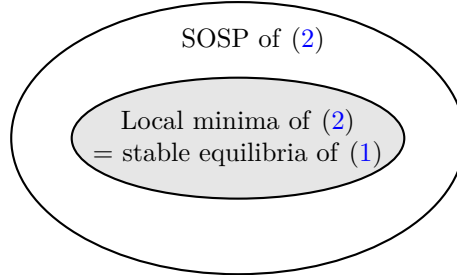 SOSP of (2)
Local minima of (2)
= stable equilibria of (1)